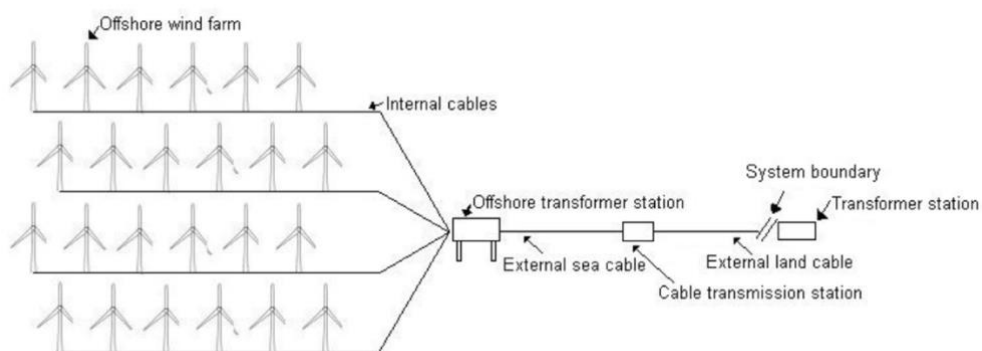 Offshore wind farm
Internal cables
System boundary
Offshore transformer station
Transformer station
External sea cable
External land cable
Cable transmission station